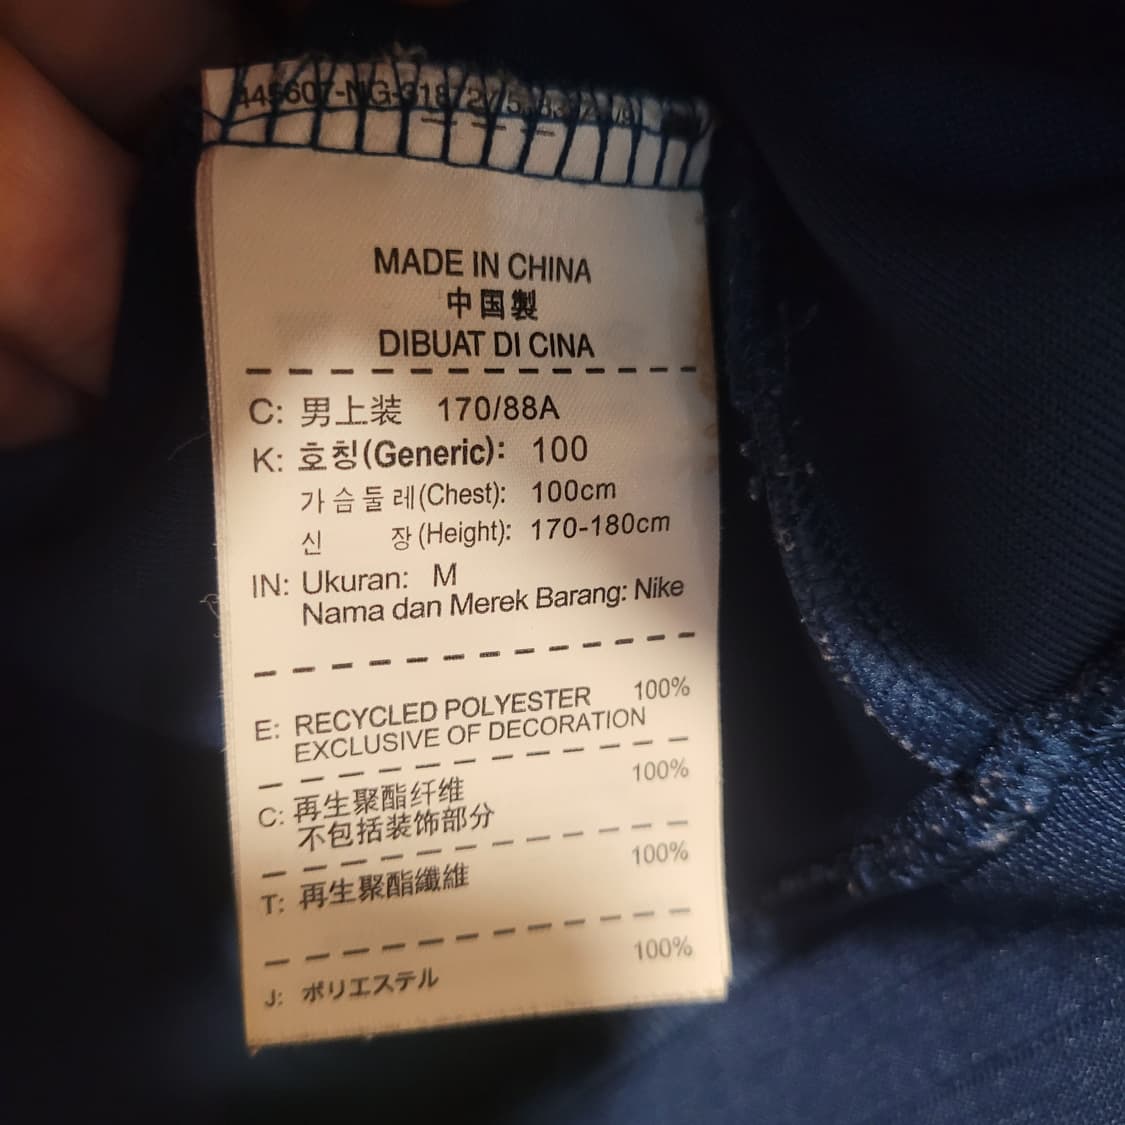 MADE IN CHINA
中国製
DIBUAT DI CINA
C: 男上装 170/88A
K: 호칭(Generic): 100
가슴둘레(Chest): 100cm
신 장(Height): 170-180cm
IN: Ukuran: M
Nama dan Merek Barang: Nike
E: RECYCLED POLYESTER 100%
EXCLUSIVE OF DECORATION
C: 再生聚酯纤维 100%
不包括装饰部分
T: 再生聚酯纖維 100%
J: ポリエステル 100%